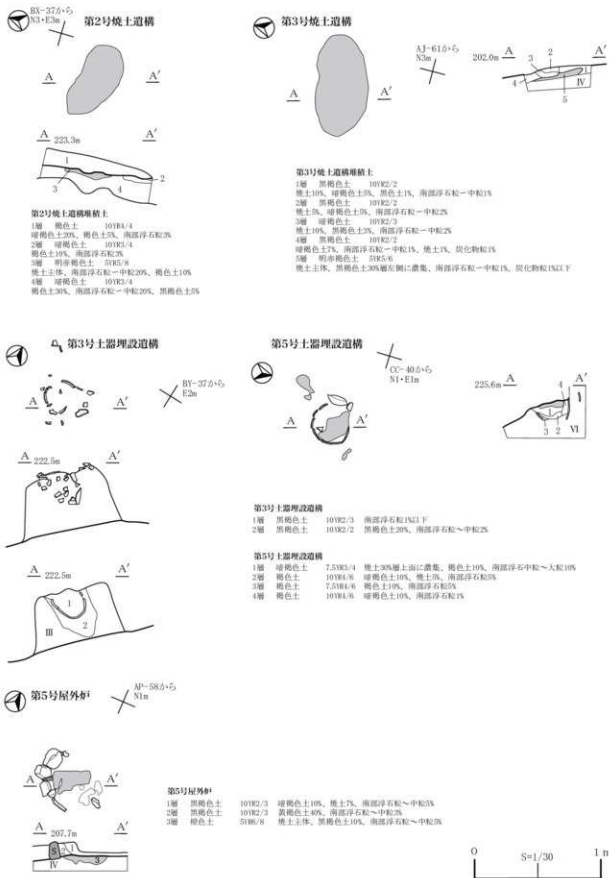 BX-37から
N3・E3m
第2号焼土遺構
A A′
A 223.3m A′
1
3 4 2
第2号焼土遺構堆積土
1層 褐色土 10YR4/4
暗褐色土20%、褐色土5%、南部浮石粒3%
2層 暗褐色土 10YR3/4
褐色土10%、南部浮石粒3%
3層 明赤褐色土 5YR5/8
焼土主体、南部浮石粒~中粒20%、褐色土10%
4層 暗褐色土 10YR3/4
褐色土30%、南部浮石粒~中粒20%、黒褐色土5%
第3号焼土遺構
AJ-61から
N3m
A A′
202.0m A A′
3 2 1
4 IV
5
第3号焼土遺構堆積土
1層 黒褐色土 10YR2/2
焼土10%、暗褐色土5%、黒色土1%、南部浮石粒~中粒1%
2層 黒褐色土 10YR2/2
焼土5%、暗褐色土5%、南部浮石粒~中粒2%
3層 暗褐色土 10YR2/3
焼土10%、黒褐色土3%、南部浮石粒~中粒2%
4層 黒褐色土 10YR2/2
暗褐色土7%、南部浮石粒~中粒1%、焼土1%、炭化物粒1%
5層 明赤褐色土 5YR5/6
焼土主体、黒褐色土30%層左側に濃集、南部浮石粒~中粒1%、炭化物粒1%以下
第3号土器埋設遺構
BY-37から
E2m
A A′
A 222.5m A′
A 222.5m A′
1
2
III
第5号土器埋設遺構
CC-40から
N1・E1m
A A′
225.6m A A′
4
1
3 2 VI
第3号土器埋設遺構
1層 黒褐色土 10YR2/3 南部浮石粒1%以下
2層 黒褐色土 10YR2/2 黒褐色土20%、南部浮石粒~中粒2%
第5号土器埋設遺構
1層 暗褐色土 7.5YR3/4 焼土30%層上面に濃集、褐色土10%、南部浮石中粒~大粒10%
2層 褐色土 10YR4/6 暗褐色土10%、焼土5%、南部浮石粒5%
3層 褐色土 7.5YR4/6 褐色土10%、南部浮石粒5%
4層 褐色土 10YR4/6 暗褐色土10%、南部浮石粒1%
第5号屋外炉
AP-58から
N1m
A A′
A 207.7m A′
S 2 1
IV 3
第5号屋外炉
1層 黒褐色土 10YR2/3 暗褐色土10%、焼土7%、南部浮石粒~中粒5%
2層 黒褐色土 10YR2/3 黄褐色土40%、南部浮石粒~中粒3%
3層 橙色土 5YR6/8 焼土主体、黒褐色土10%、南部浮石粒~中粒5%
0 S=1/30 1m